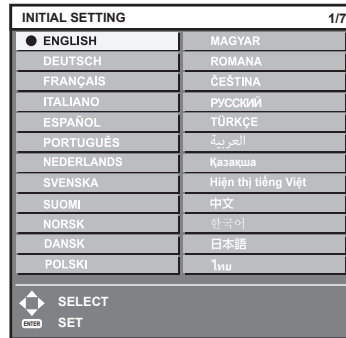 INITIAL SETTING 1/7
ENGLISH
DEUTSCH
FRANÇAIS
ITALIANO
ESPAÑOL
PORTUGUÊS
NEDERLANDS
SVENSKA
SUOMI
NORSK
DANSK
POLSKI
MAGYAR
ROMANA
ČEŠTINA
РУССКИЙ
TÜRKÇE
العربية
Қазақша
Hiện thị tiếng Việt
中文
한국어
日本語
ไทย
SELECT
ENTER SET